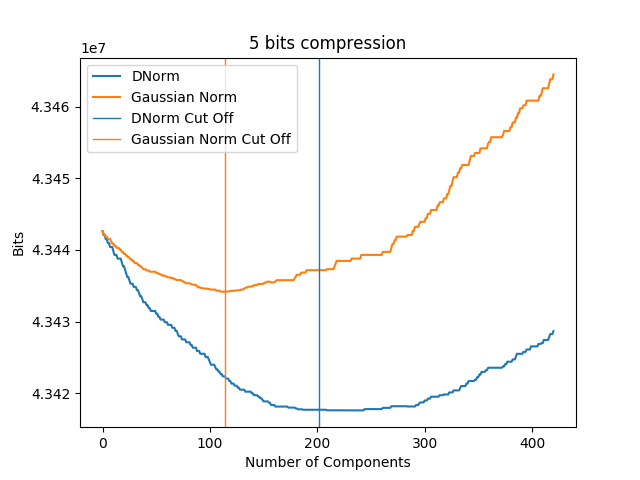 5 bits compression
1e7
DNorm
Gaussian Norm
DNorm Cut Off
Gaussian Norm Cut Off
4.346
4.345
4.344
4.343
4.342
Bits
0 100 200 300 400
Number of Components